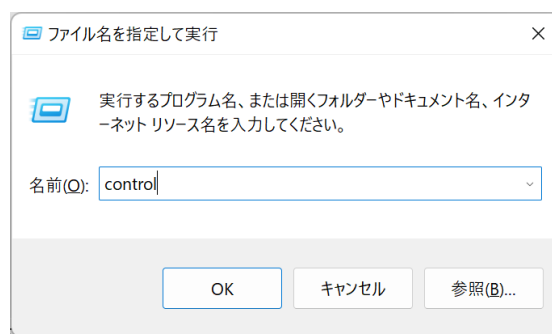 ファイル名を指定して実行
実行するプログラム名、または開くフォルダーやドキュメント名、インタ
ーネット リソース名を入力してください。
名前(O): control
OK キャンセル 参照(B)...